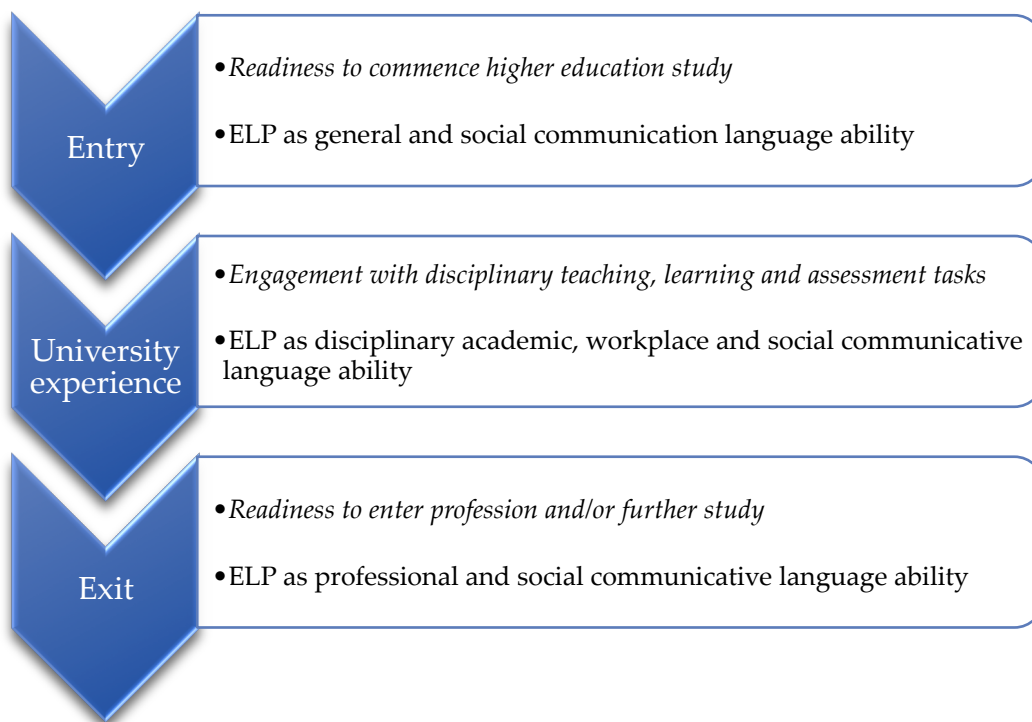 Entry
•Readiness to commence higher education study
•ELP as general and social communication language ability
University
experience
•Engagement with disciplinary teaching, learning and assessment tasks
•ELP as disciplinary academic, workplace and social communicative
language ability
Exit
•Readiness to enter profession and/or further study
•ELP as professional and social communicative language ability